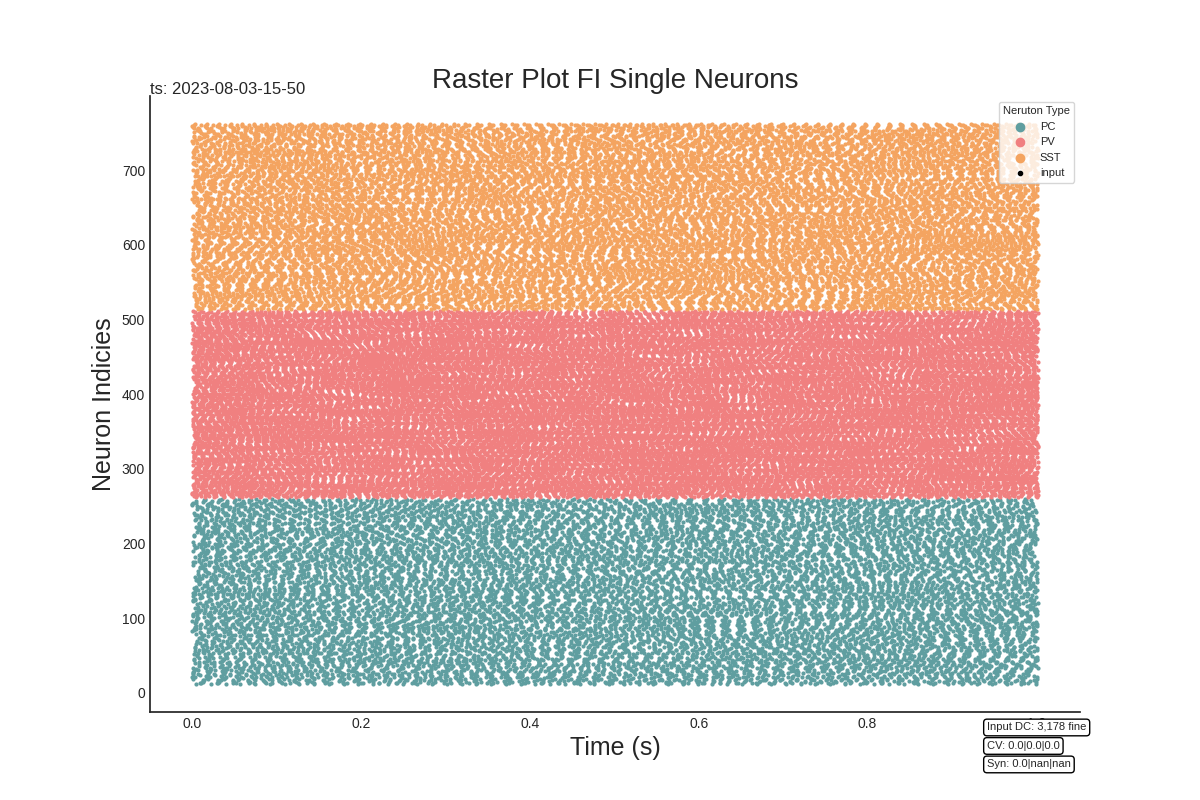 Raster Plot FI Single Neurons
ts: 2023-08-03-15-50
Neruton Type
PC
PV
SST
input
Neuron Indicies
700
600
500
400
300
200
100
0
0.0 0.2 0.4 0.6 0.8
Time (s)
Input DC: 3,178 fine
CV: 0.0|0.0|0.0
Syn: 0.0|nan|nan